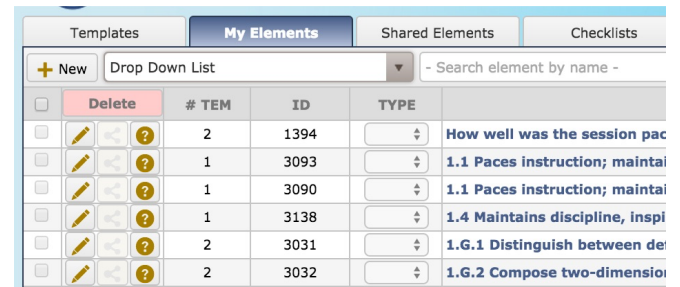 Templates My Elements Shared Elements Checklists
+ New Drop Down List - Search element by name -
Delete # TEM ID TYPE
? 2 1394 How well was the session pac
? 1 3093 1.1 Paces instruction; maintai
? 1 3090 1.1 Paces instruction; maintai
? 1 3138 1.4 Maintains discipline, inspi
? 2 3031 1.G.1 Distinguish between def
? 2 3032 1.G.2 Compose two-dimension